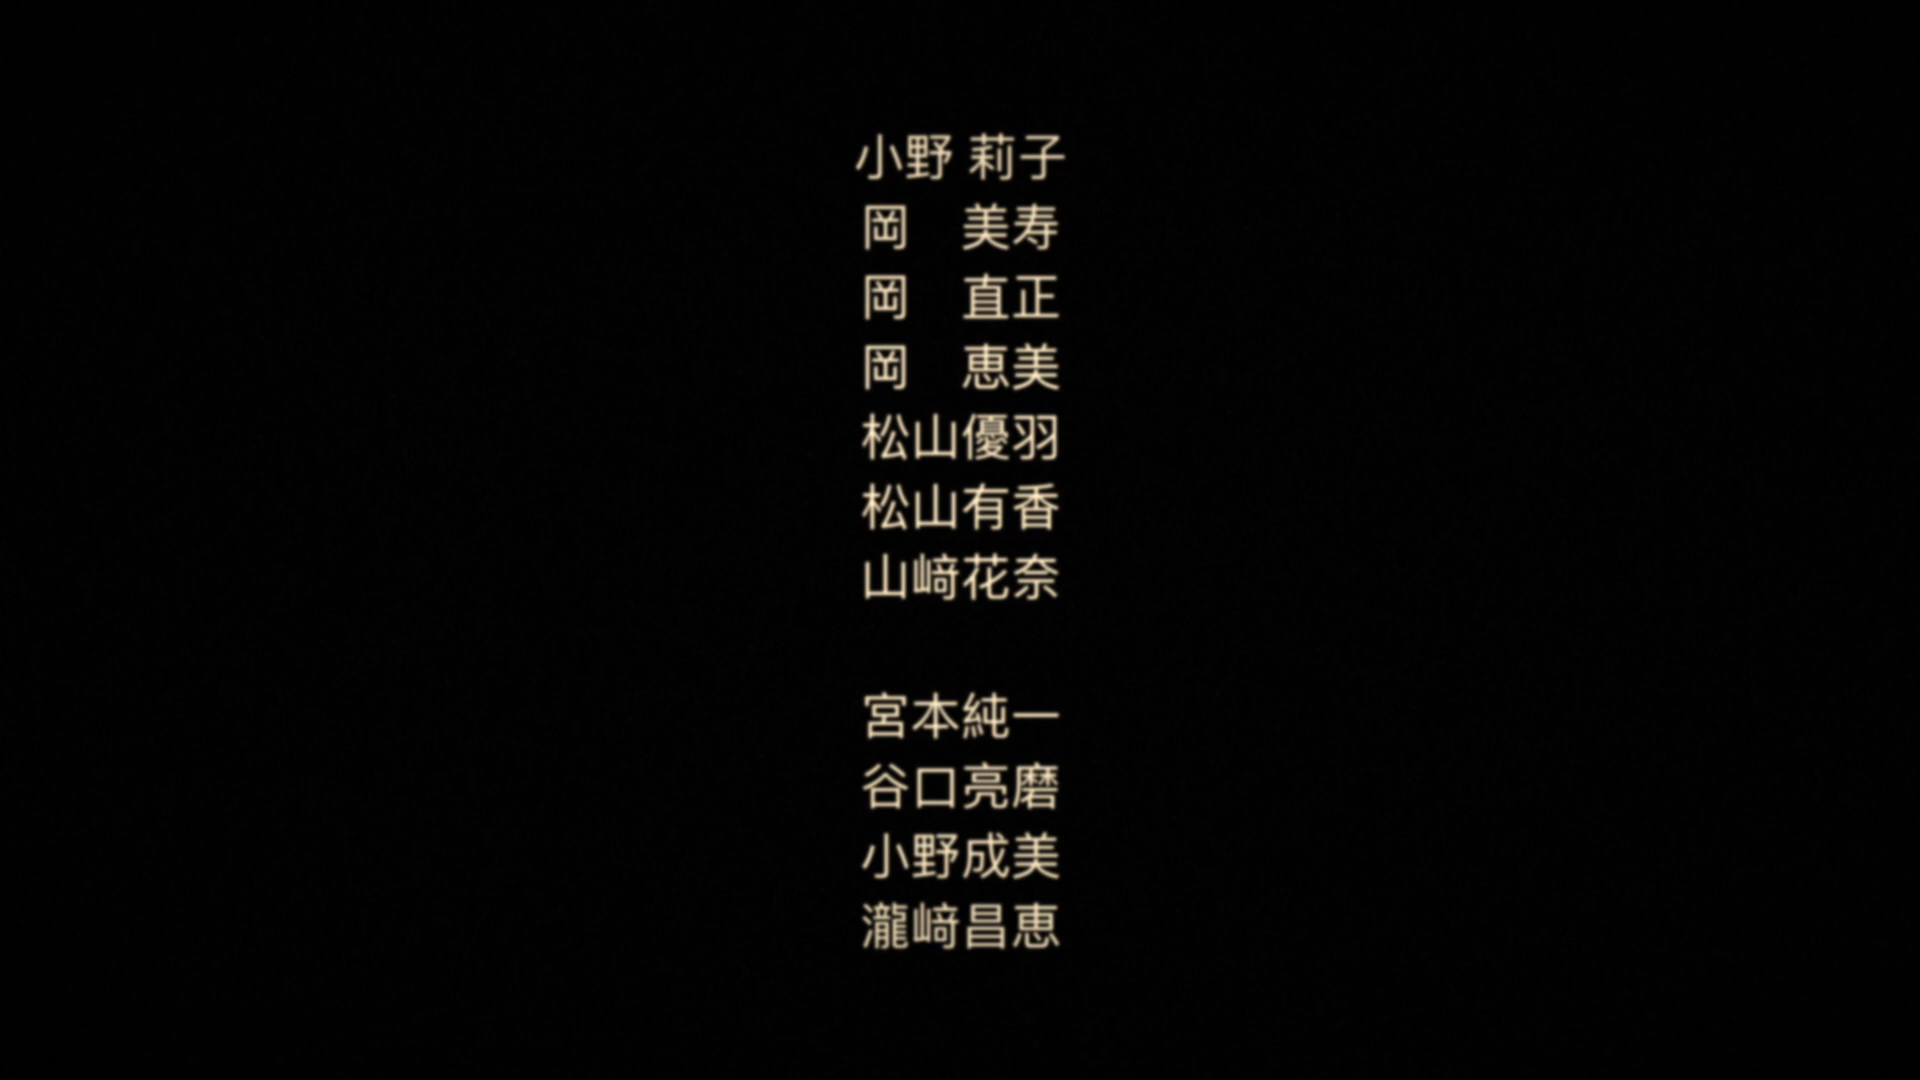 小野 莉子
岡　美寿
岡　直正
岡　恵美
松山優羽
松山有香
山﨑花奈
宮本純一
谷口亮磨
小野成美
瀧﨑昌恵